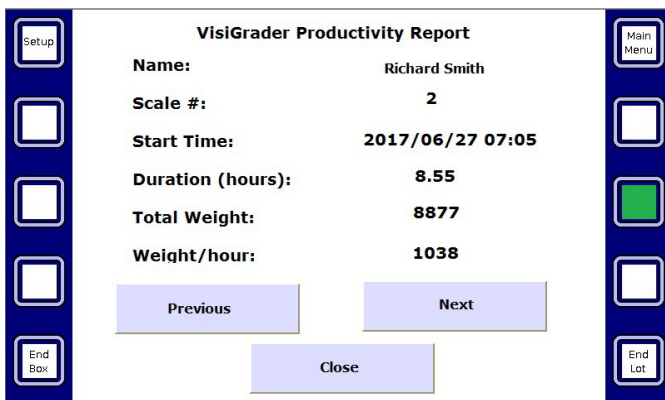 Setup
VisiGrader Productivity Report
Main
Menu
Name: Richard Smith
Scale #: 2
Start Time: 2017/06/27 07:05
Duration (hours): 8.55
Total Weight: 8877
Weight/hour: 1038
Previous
Next
End
Box
Close
End
Lot